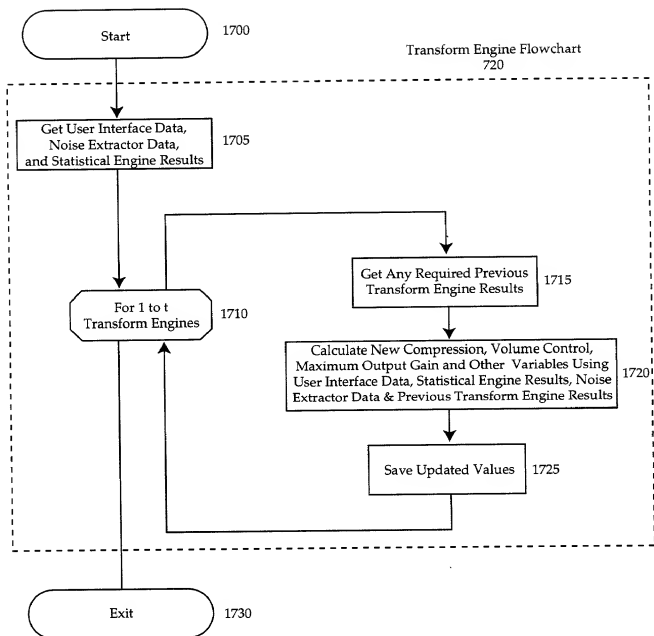 Start
1700
Transform Engine Flowchart
720
Get User Interface Data,
Noise Extractor Data,
and Statistical Engine Results
1705
For 1 to t
Transform Engines
1710
Get Any Required Previous
Transform Engine Results
1715
Calculate New Compression, Volume Control,
Maximum Output Gain and Other Variables Using
User Interface Data, Statistical Engine Results, Noise
Extractor Data & Previous Transform Engine Results
1720
Save Updated Values
1725
Exit
1730